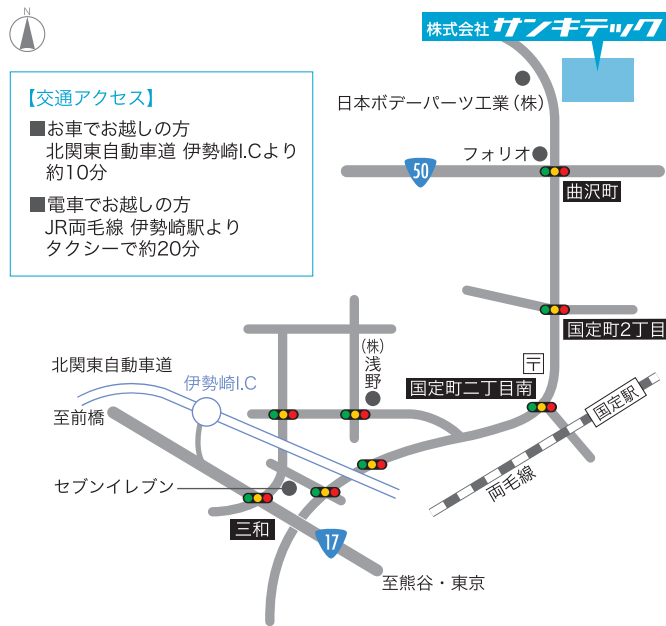 N
株式会社 サンキテック
【交通アクセス】
■お車でお越しの方
北関東自動車道 伊勢崎I.Cより
約10分
■電車でお越しの方
JR両毛線 伊勢崎駅より
タクシーで約20分
日本ボデーパーツ工業(株)
フォリオ
50
曲沢町
国定町2丁目
(株)浅野
〒
国定町二丁目南
国定駅
両毛線
北関東自動車道
伊勢崎I.C
至前橋
セブンイレブン
三和
17
至熊谷・東京